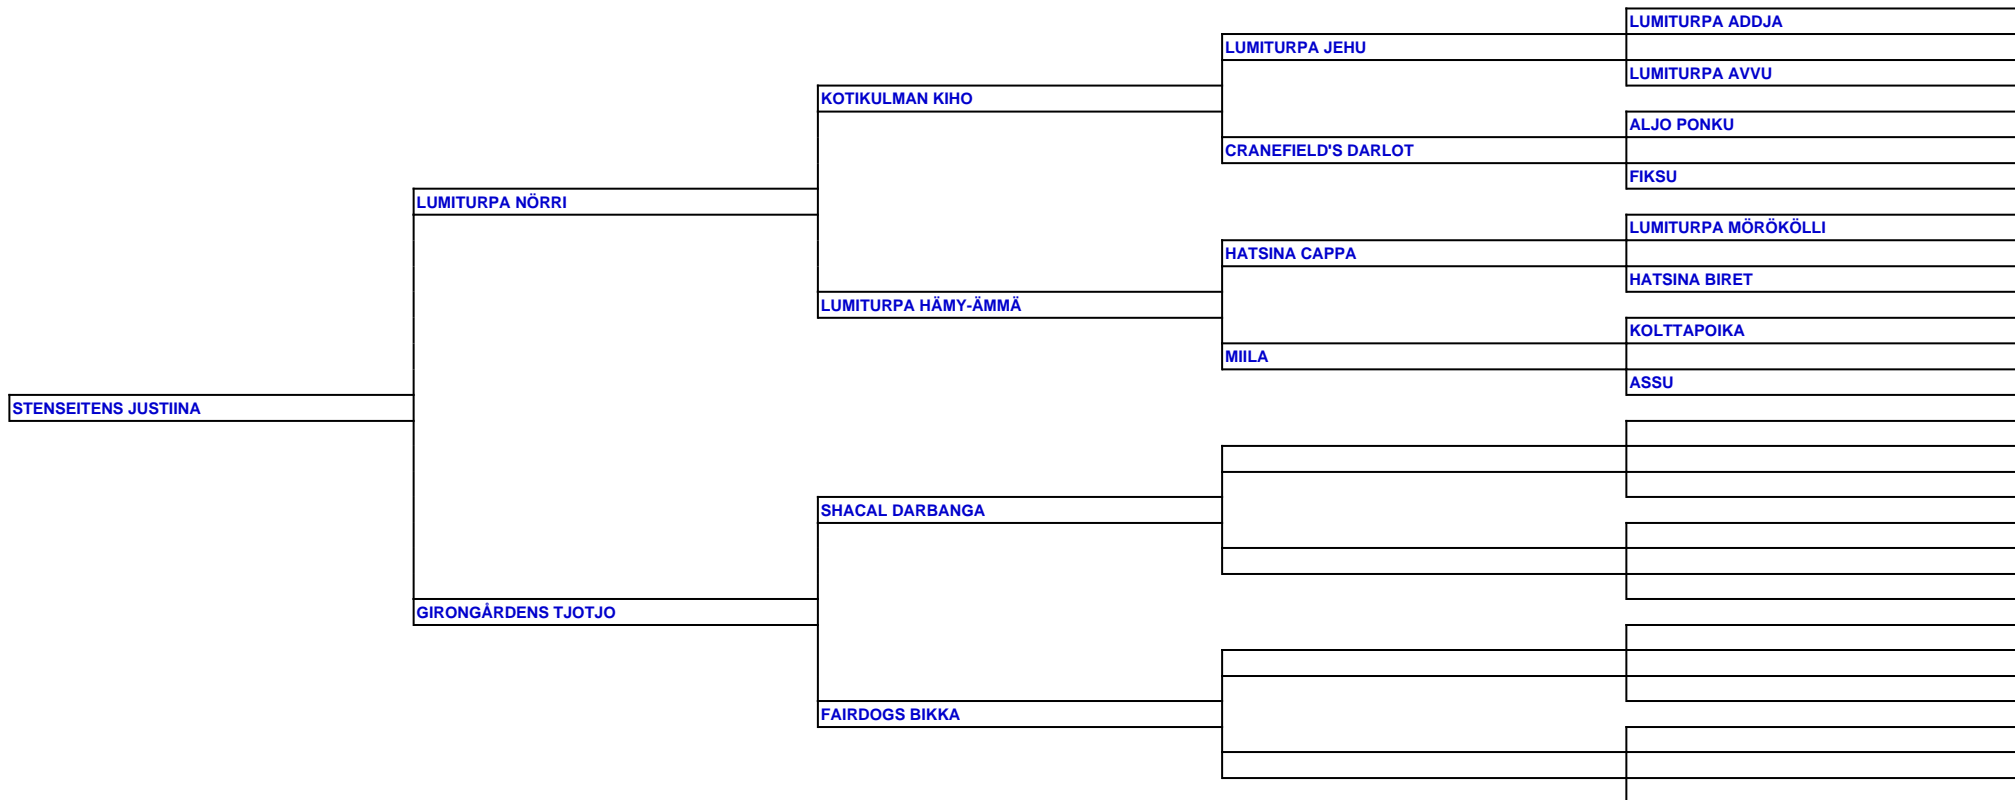 LUMITURPA ADDJA
LUMITURPA JEHU
LUMITURPA AVVU
KOTIKULMAN KIHO
ALJO PONKU
CRANEFIELD'S DARLOT
FIKSU
LUMITURPA NÖRRI
LUMITURPA MÖRÖKÖLLI
HATSINA CAPPA
HATSINA BIRET
LUMITURPA HÄMY-ÄMMÄ
KOLTTAPOIKA
MIILA
ASSU
STENSEITENS JUSTIINA
SHACAL DARBANGA
GIRONGÅRDENS TJOTJO
FAIRDOGS BIKKA